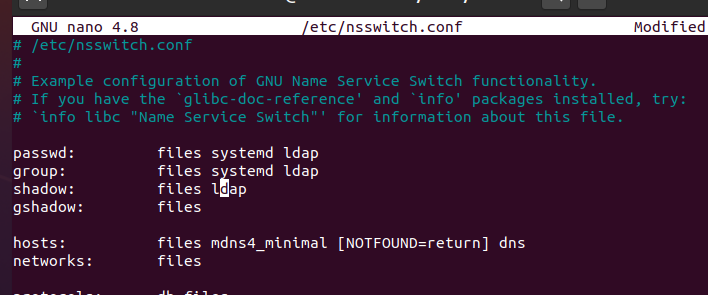 GNU nano 4.8 /etc/nsswitch.conf Modified
# /etc/nsswitch.conf
#
# Example configuration of GNU Name Service Switch functionality.
# If you have the `glibc-doc-reference' and `info' packages installed, try:
# `info libc "Name Service Switch"' for information about this file.
passwd: files systemd ldap
group: files systemd ldap
shadow: files ldap
gshadow: files
hosts: files mdns4_minimal [NOTFOUND=return] dns
networks: files